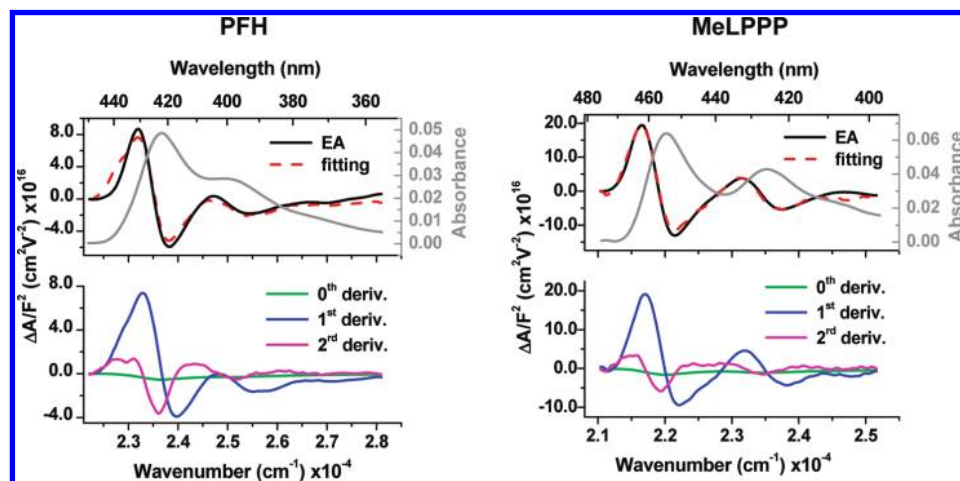 PFH
Wavelength (nm)
440 420 400 380 360
8.0
4.0
0.0
-4.0
EA
fitting
0.05
0.04
0.03
0.02
0.01
0.00
Absorbance
ΔA/F² (cm²V⁻²) x10¹⁶
8.0
4.0
0.0
-4.0
0ᵗʰ deriv.
1ˢᵗ deriv.
2ʳᵈ deriv.
2.3 2.4 2.5 2.6 2.7 2.8
Wavenumber (cm⁻¹) x10⁻⁴
MeLPPP
Wavelength (nm)
480 460 440 420 400
20.0
10.0
0.0
-10.0
EA
fitting
0.06
0.04
0.02
0.00
Absorbance
ΔA/F² (cm²V⁻²) x10¹⁶
20.0
10.0
0.0
-10.0
0ᵗʰ deriv.
1ˢᵗ deriv.
2ʳᵈ deriv.
2.1 2.2 2.3 2.4 2.5
Wavenumber (cm⁻¹) x10⁻⁴